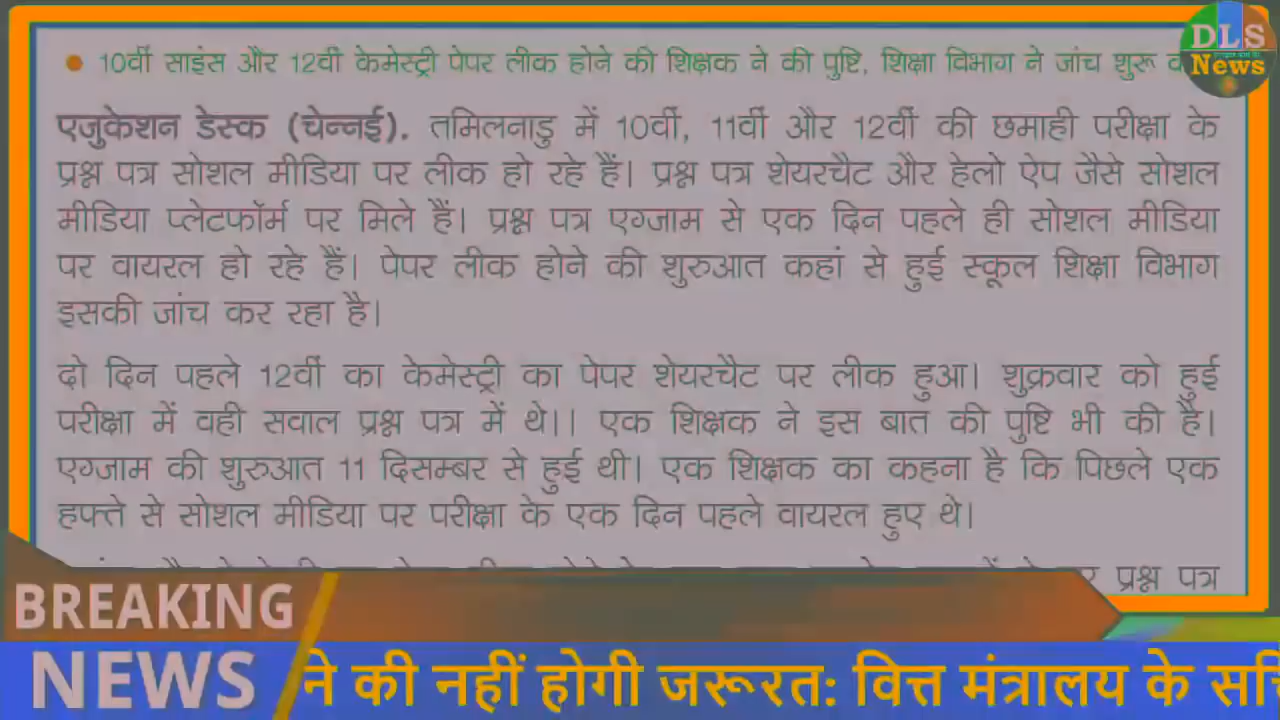 10वीं साइंस और 12वी केमेस्ट्री पेपर लीक होने की शिक्षक ने की पुष्टि, शिक्षा विभाग ने जांच शुरू
DLS
News
एजुकेशन डेस्क (चेन्नई). तमिलनाडु में 10वीं, 11वीं और 12वीं की छमाही परीक्षा के
प्रश्न पत्र सोशल मीडिया पर लीक हो रहे हैं। प्रश्न पत्र शेयरचैट और हेलो ऐप जैसे सोशल
मीडिया प्लेटफॉर्म पर मिले हैं। प्रश्न पत्र एग्जाम से एक दिन पहले ही सोशल मीडिया
पर वायरल हो रहे हैं। पेपर लीक होने की शुरुआत कहां से हुई स्कूल शिक्षा विभाग
इसकी जांच कर रहा है।
दो दिन पहले 12वीं का केमेस्ट्री का पेपर शेयरचैट पर लीक हुआ। शुक्रवार को हुई
परीक्षा में वही सवाल प्रश्न पत्र में थे।। एक शिक्षक ने इस बात की पुष्टि भी की है।
एग्जाम की शुरुआत 11 दिसम्बर से हुई थी। एक शिक्षक का कहना है कि पिछले एक
हफ्ते से सोशल मीडिया पर परीक्षा के एक दिन पहले वायरल हुए थे।
प्रश्न पत्र
BREAKING
NEWS
ने की नहीं होगी जरूरत: वित्त मंत्रालय के